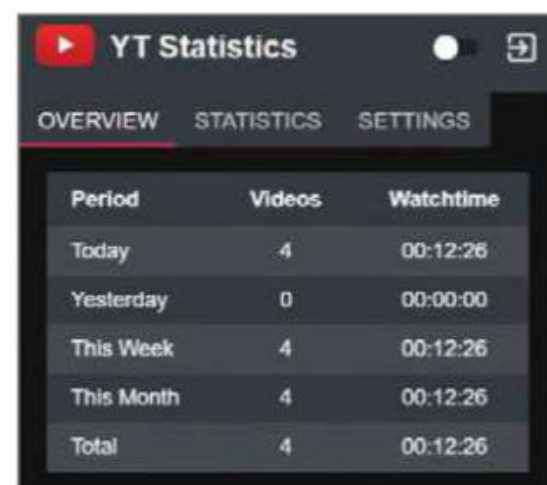 YT Statistics
OVERVIEW STATISTICS SETTINGS
Period Videos Watchtime
Today 4 00:12:26
Yesterday 0 00:00:00
This Week 4 00:12:26
This Month 4 00:12:26
Total 4 00:12:26